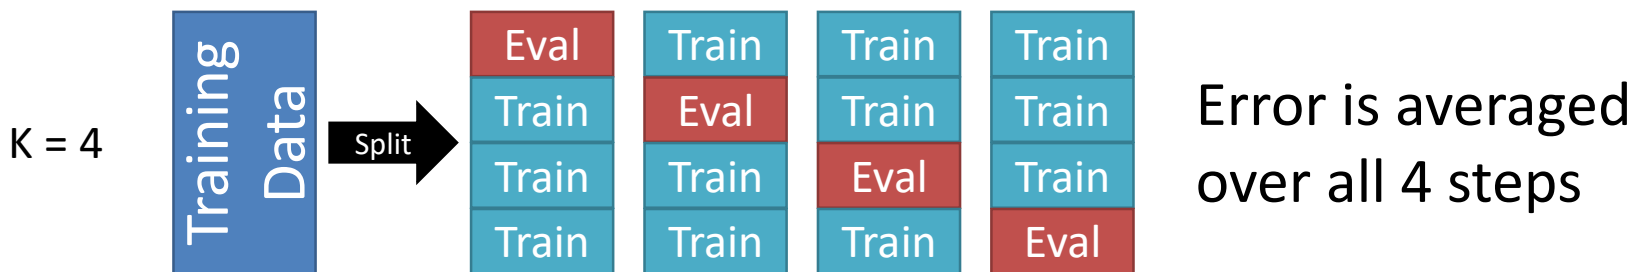 K = 4
Training
Data
Split
Eval
Train
Train
Train
Train
Eval
Train
Train
Train
Train
Eval
Train
Train
Train
Train
Eval
Error is averaged
over all 4 steps